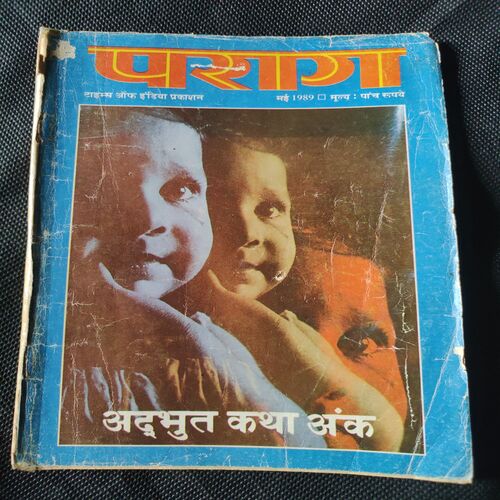 पराग
टाइम्स ऑफ इंडिया प्रकाशन मई 1989 □ मूल्य : पांच रूपये
अद्भुत कथा अंक